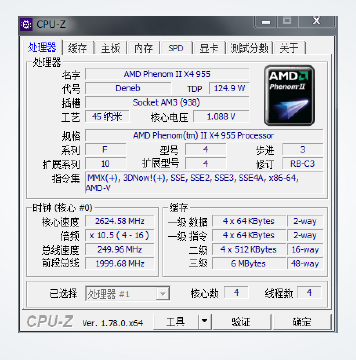 CPU-Z
处理器 缓存 主板 内存 SPD 显卡 测试分数 关于
处理器
名字 AMD Phenom II X4 955
代号 Deneb TDP 124.9 W
插槽 Socket AM3 (938)
工艺 45 纳米 核心电压 1.088 V
AMD Phenom II
规格 AMD Phenom(tm) II X4 955 Processor
系列 F 型号 4 步进 3
扩展系列 10 扩展型号 4 修订 RB-C3
指令集 MMX(+), 3DNow!(+), SSE, SSE2, SSE3, SSE4A, x86-64,
AMD-V
时钟 (核心 #0) 缓存
核心速度 2624.58 MHz 一级 数据 4 x 64 KBytes 2-way
倍频 x 10.5 ( 4 - 16 ) 一级 指令 4 x 64 KBytes 2-way
总线速度 249.96 MHz 二级 4 x 512 KBytes 16-way
前段总线 1999.68 MHz 三级 6 MBytes 48-way
已选择 处理器 #1 核心数 4 线程数 4
CPU-Z Ver. 1.78.0.x64 工具 验证 确定